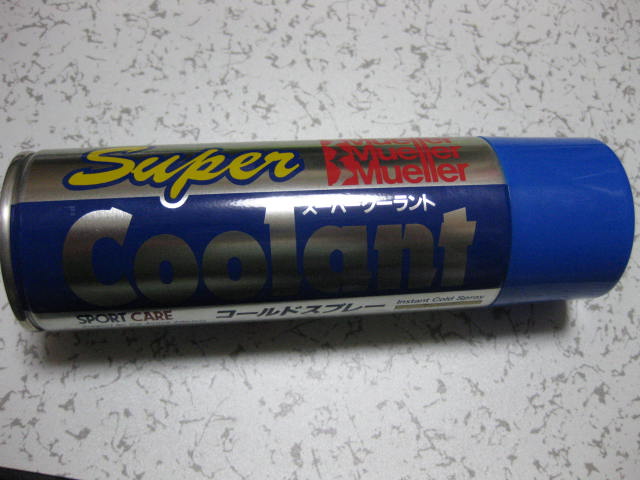 Super
Mueller
Mueller
Mueller
スーパークーラント
Coolant
SPORT CARE
コールドスプレー
Instant Cold Spray